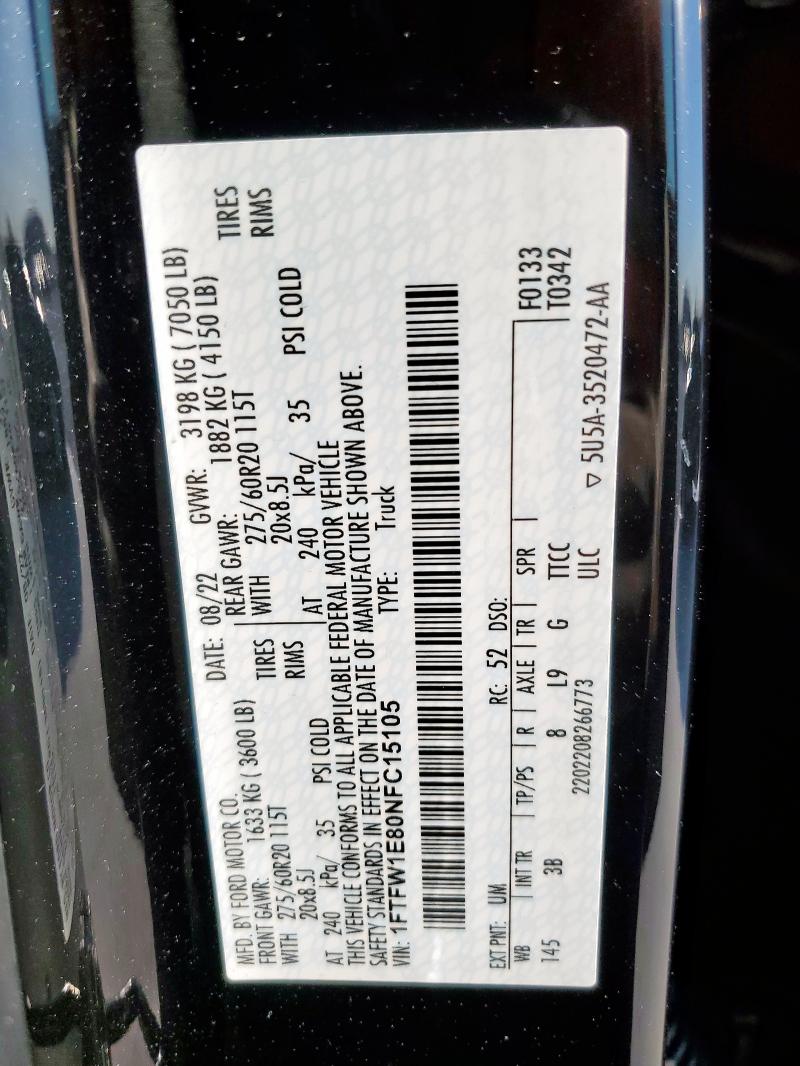 MFD. BY FORD MOTOR CO.
DATE: 08/22 GVWR: 3198 KG ( 7050 LB)
FRONT GAWR: 1633 KG ( 3600 LB) REAR GAWR: 1882 KG ( 4150 LB)
WITH 275/60R20 115T TIRES WITH 275/60R20 115T TIRES
20x8.5J RIMS 20x8.5J RIMS
AT 240 kPa/ 35 PSI COLD AT 240 kPa/ 35 PSI COLD
THIS VEHICLE CONFORMS TO ALL APPLICABLE FEDERAL MOTOR VEHICLE
SAFETY STANDARDS IN EFFECT ON THE DATE OF MANUFACTURE SHOWN ABOVE.
VIN: 1FTFW1E80NFC15105 TYPE: Truck
EXT PNT: UM RC: 52 DSO:
WB INT TR TP/PS R AXLE TR SPR F0133
145 3B 8 L9 G TTCC T0342
2202208266773 ULC ▽ 5U5A-3520472-AA